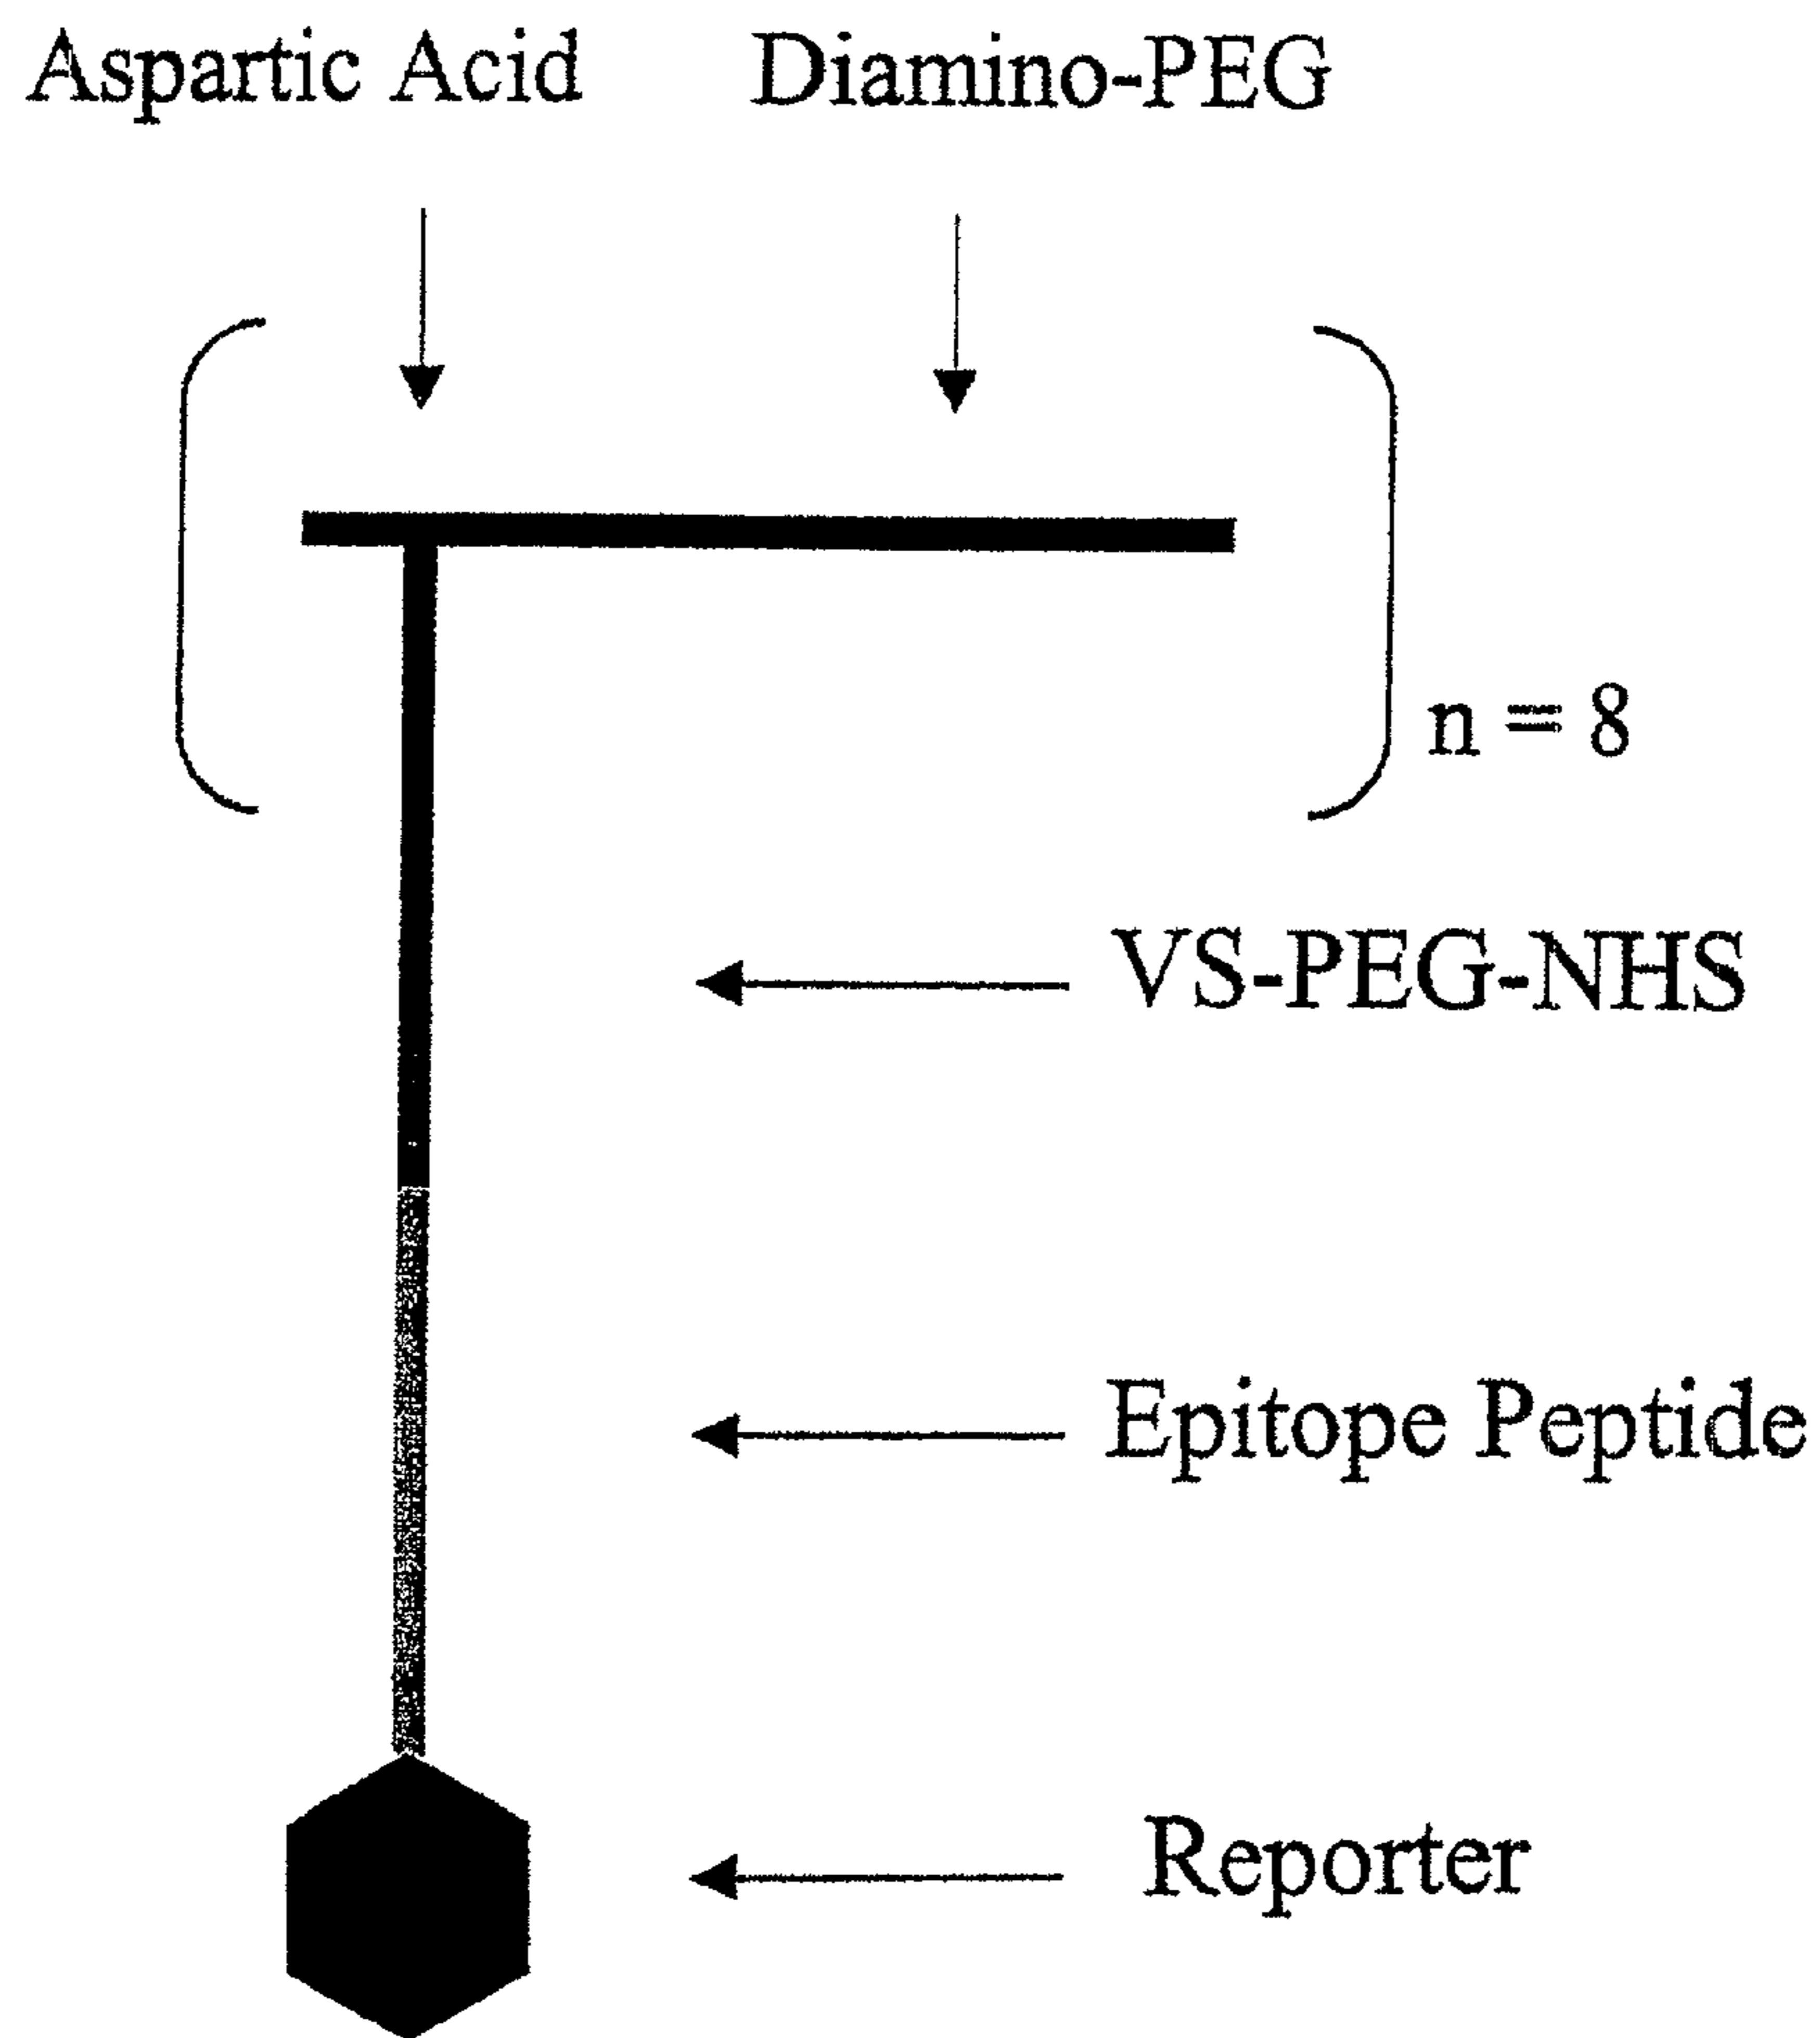 Aspartic Acid Diamino-PEG
n = 8
VS-PEG-NHS
Epitope Peptide
Reporter